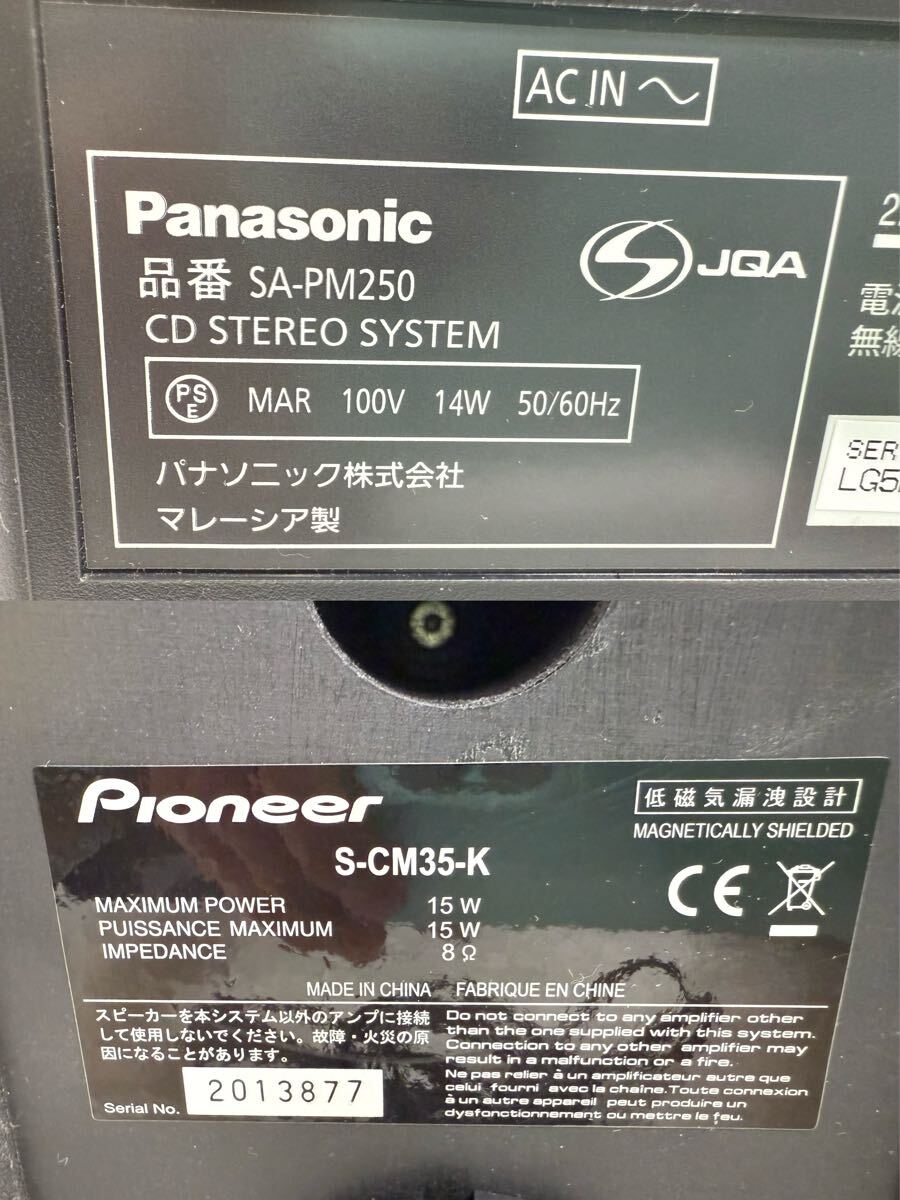 AC IN
Panasonic
品番 SA-PM250
JQA
CD STEREO SYSTEM
PSE MAR 100V 14W 50/60Hz
パナソニック株式会社
マレーシア製
Pioneer
低磁気漏洩設計
MAGNETICALLY SHIELDED
S-CM35-K
CE
MAXIMUM POWER 15 W
PUISSANCE MAXIMUM 15 W
IMPEDANCE 8 Ω
MADE IN CHINA FABRIQUE EN CHINE
スピーカーを本システム以外のアンプに接続
して使用しないでください。故障・火災の原
因になることがあります。
Serial No. 2013877
Do not connect to any amplifier other
than the one supplied with this system.
Connection to any other amplifier may
result in a malfunction or a fire.
Ne pas relier à un amplificateur autre que
celui fourni avec la chaîne.Toute connexion
à un autre appareil peut produire un
dysfonctionnement ou mettre le feu.